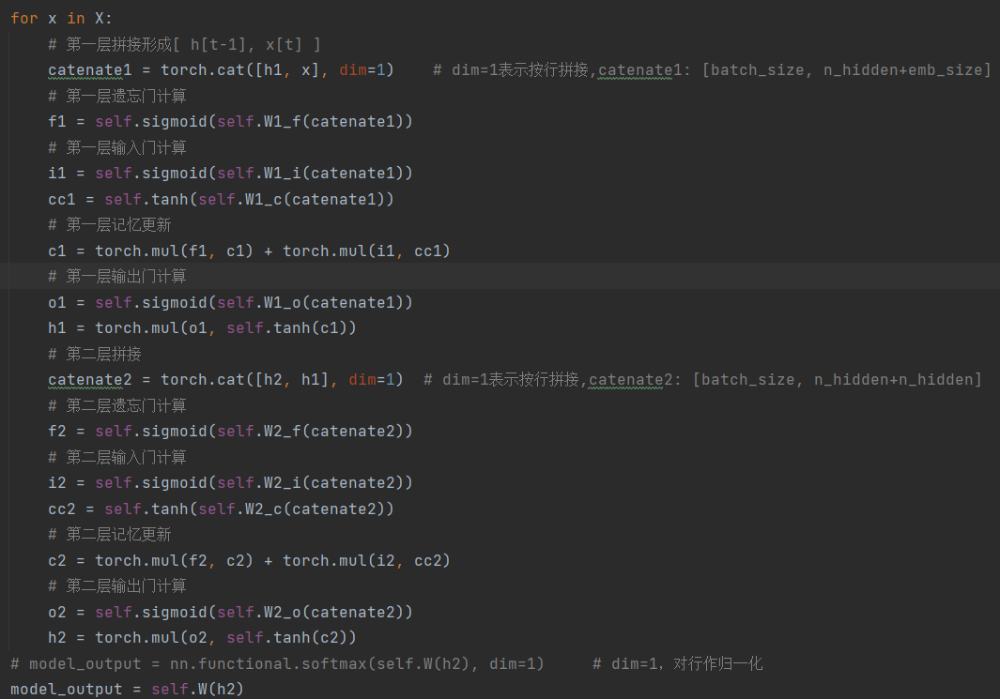 for x in X:
    # 第一层拼接形成[ h[t-1], x[t] ]
    catenate1 = torch.cat([h1, x], dim=1)    # dim=1表示按行拼接,catenate1: [batch_size, n_hidden+emb_size]
    # 第一层遗忘门计算
    f1 = self.sigmoid(self.W1_f(catenate1))
    # 第一层输入门计算
    i1 = self.sigmoid(self.W1_i(catenate1))
    cc1 = self.tanh(self.W1_c(catenate1))
    # 第一层记忆更新
    c1 = torch.mul(f1, c1) + torch.mul(i1, cc1)
    # 第一层输出门计算
    o1 = self.sigmoid(self.W1_o(catenate1))
    h1 = torch.mul(o1, self.tanh(c1))
    # 第二层拼接
    catenate2 = torch.cat([h2, h1], dim=1)  # dim=1表示按行拼接,catenate2: [batch_size, n_hidden+n_hidden]
    # 第二层遗忘门计算
    f2 = self.sigmoid(self.W2_f(catenate2))
    # 第二层输入门计算
    i2 = self.sigmoid(self.W2_i(catenate2))
    cc2 = self.tanh(self.W2_c(catenate2))
    # 第二层记忆更新
    c2 = torch.mul(f2, c2) + torch.mul(i2, cc2)
    # 第二层输出门计算
    o2 = self.sigmoid(self.W2_o(catenate2))
    h2 = torch.mul(o2, self.tanh(c2))
# model_output = nn.functional.softmax(self.W(h2), dim=1)     # dim=1，对行作归一化
model_output = self.W(h2)